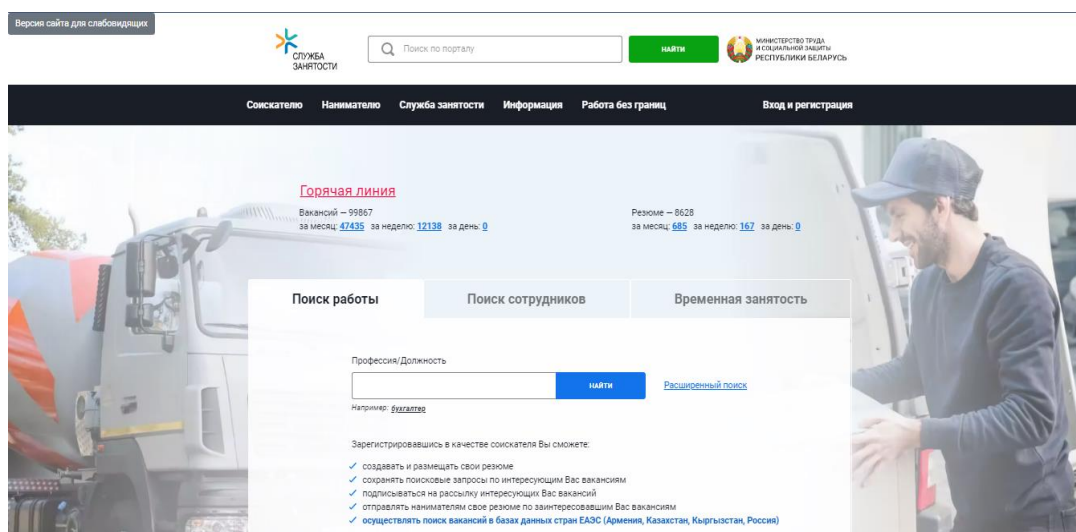 Версия сайта для слабовидящих
СЛУЖБА
ЗАНЯТОСТИ
Поиск по порталу
НАЙТИ
МИНИСТЕРСТВО ТРУДА
И СОЦИАЛЬНОЙ ЗАЩИТЫ
РЕСПУБЛИКИ БЕЛАРУСЬ
Соискателю Нанимателю Служба занятости Информация Работа без границ Вход и регистрация
Горячая линия
Вакансий – 99867
за месяц: 47435 за неделю: 12138 за день: 0
Резюме – 8628
за месяц: 685 за неделю: 167 за день: 0
Поиск работы Поиск сотрудников Временная занятость
Профессия/Должность
НАЙТИ Расширенный поиск
Например: бухгалтер
Зарегистрировавшись в качестве соискателя Вы сможете:
✓ создавать и размещать свои резюме
✓ сохранять поисковые запросы по интересующим Вас вакансиям
✓ подписываться на рассылку интересующих Вас вакансий
✓ отправлять нанимателям свое резюме по заинтересовавшим Вас вакансиям
✓ осуществлять поиск вакансий в базах данных стран ЕАЭС (Армения, Казахстан, Кыргызстан, Россия)